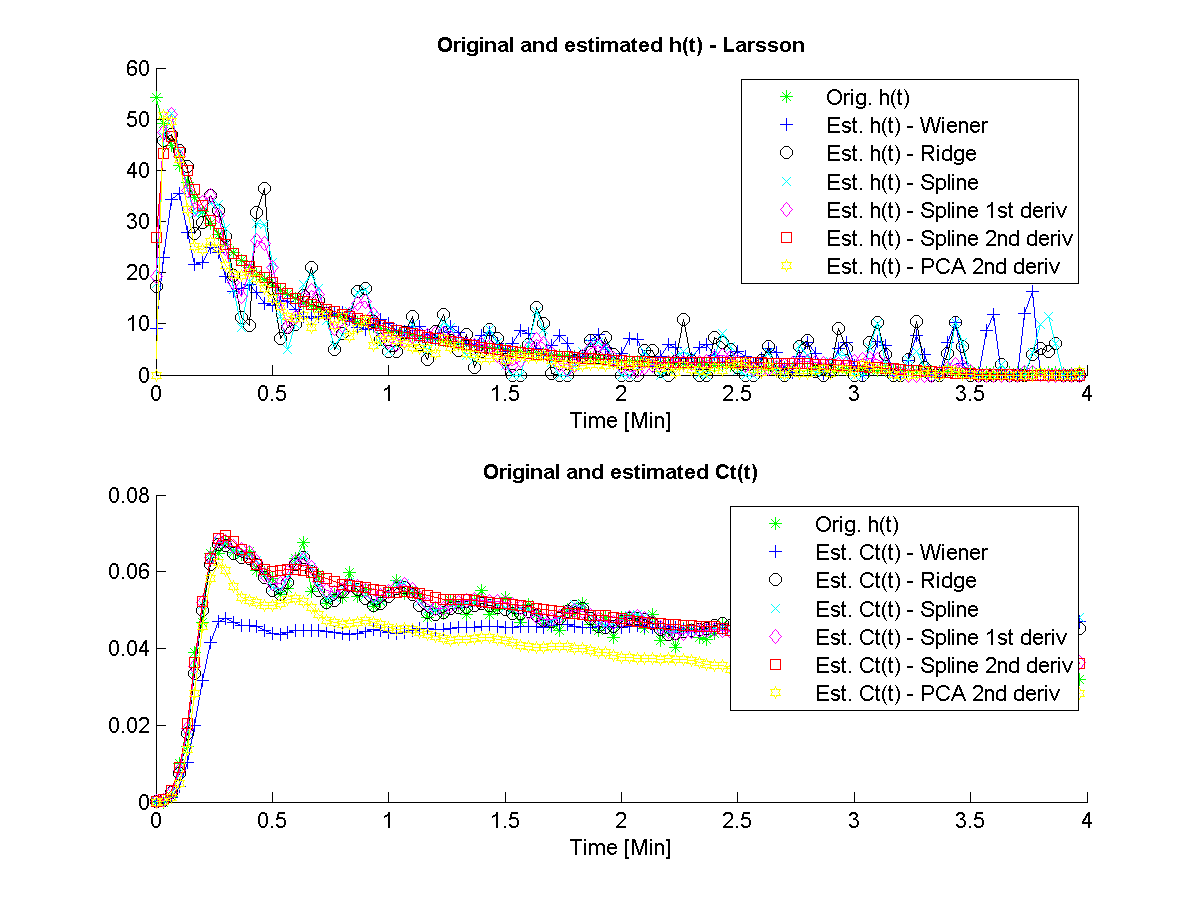 Original and estimated h(t) - Larsson
60
50
40
30
20
10
0
Orig. h(t)
Est. h(t) - Wiener
Est. h(t) - Ridge
Est. h(t) - Spline
Est. h(t) - Spline 1st deriv
Est. h(t) - Spline 2nd deriv
Est. h(t) - PCA 2nd deriv
0 0.5 1 1.5 2 2.5 3 3.5 4
Time [Min]
Original and estimated Ct(t)
0.08
0.06
0.04
0.02
0
Orig. h(t)
Est. Ct(t) - Wiener
Est. Ct(t) - Ridge
Est. Ct(t) - Spline
Est. Ct(t) - Spline 1st deriv
Est. Ct(t) - Spline 2nd deriv
Est. Ct(t) - PCA 2nd deriv
0 0.5 1 1.5 2 2.5 3 3.5 4
Time [Min]